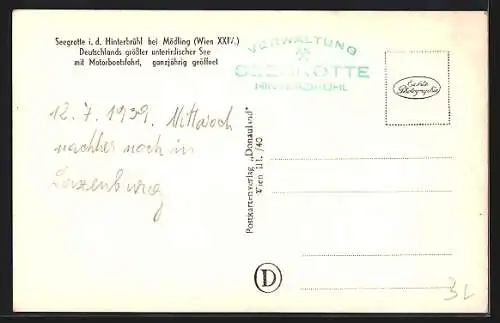 Seegrotte i. d. Hinterbrühl bei Mödling (Wien XXIV.)
Deutschlands größter unterirdischer See
mit Motorbootsfahrt, ganzjährig geöffnet
VERWALTUNG
SEEGROTTE
HINTERBRÜHL
Echte
Photographie
12. 7. 1939. Mittwoch
nachher noch in
Laxenburg
Postkartenverlag „Donauland"
Wien III./40
D